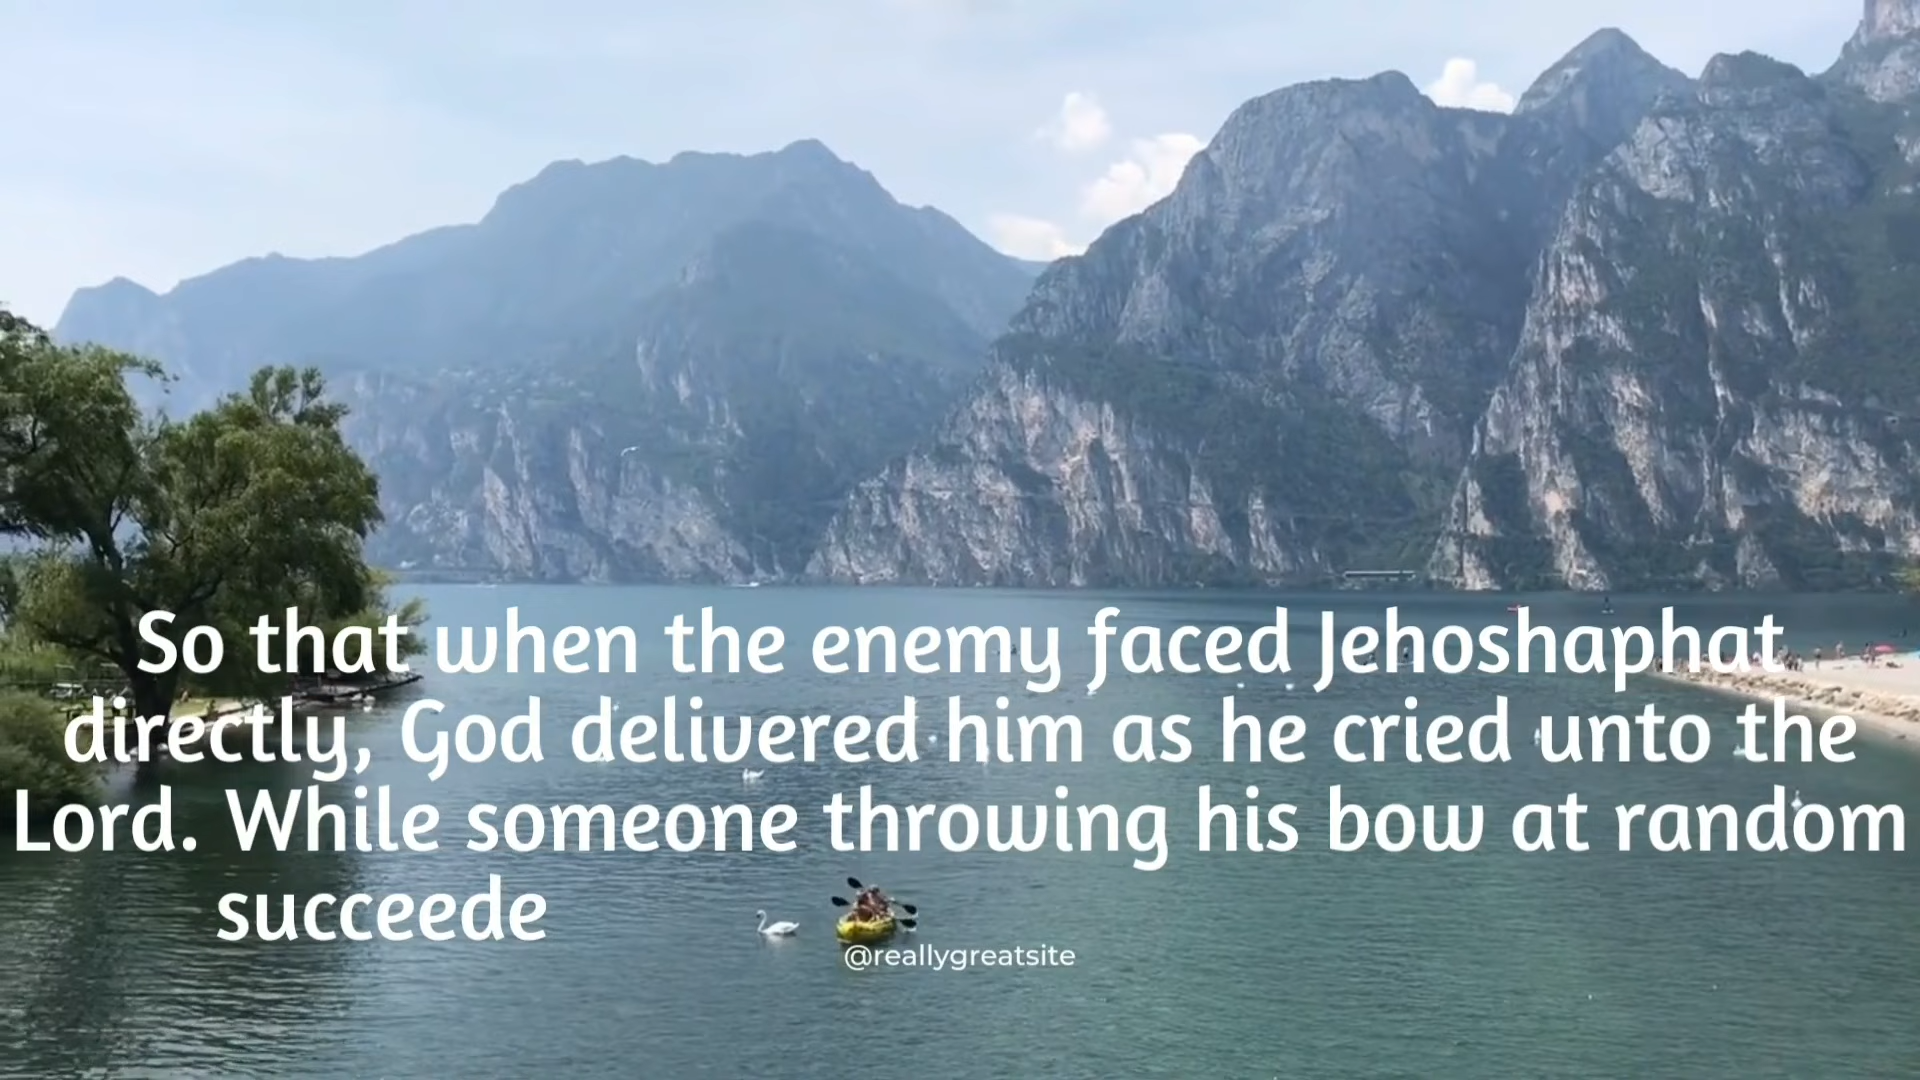 So that when the enemy faced Jehoshaphat
directly, God delivered him as he cried unto the
Lord. While someone throwing his bow at random
succeede
@reallygreatsite